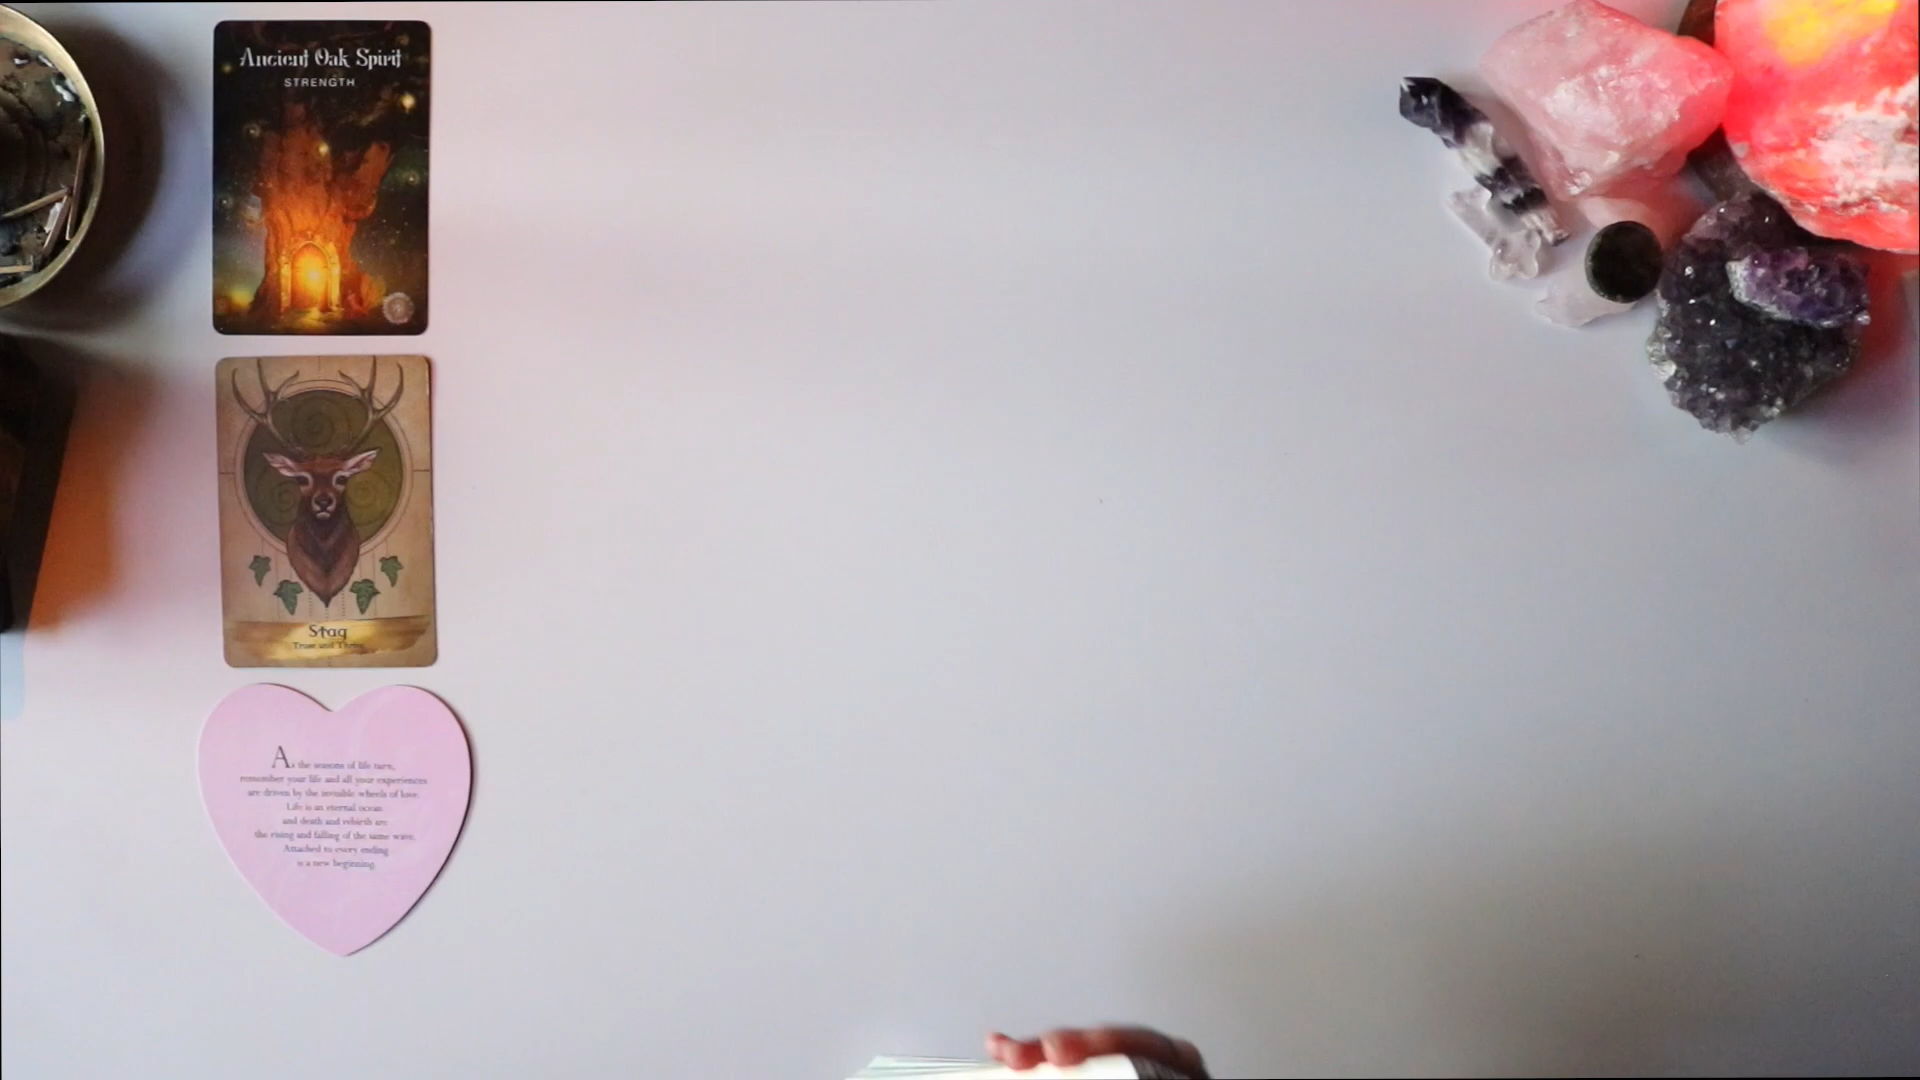 Ancient Oak Spirit
STRENGTH
Stag
As the seasons of life turn,
remember your life and all your experiences
are driven by the invisible wheels of love.
Life is an eternal ocean
and death and rebirth are
the rising and falling of the same wave.
Attached to every ending
is a new beginning.